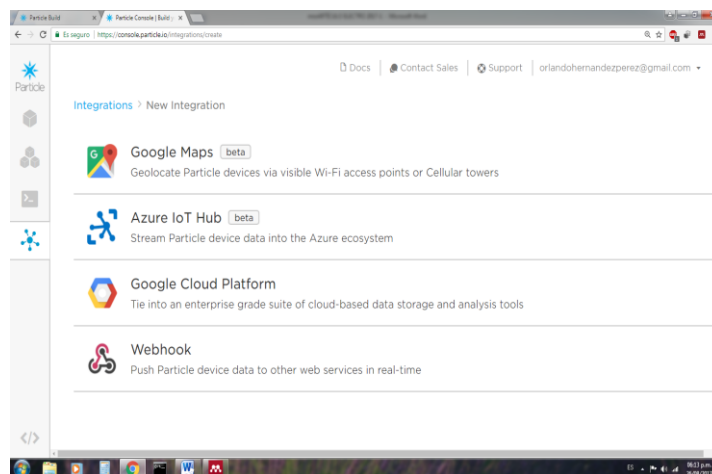 Particle Build
Particle Console | Build y
Es seguro | https://console.particle.io/integrations/create
Particle
Docs
Contact Sales
Support
orlandohernandezperez@gmail.com
Integrations > New Integration
Google Maps beta
Geolocate Particle devices via visible Wi-Fi access points or Cellular towers
Azure IoT Hub beta
Stream Particle device data into the Azure ecosystem
Google Cloud Platform
Tie into an enterprise grade suite of cloud-based data storage and analysis tools
Webhook
Push Particle device data to other web services in real-time
ES
06:13 p.m.